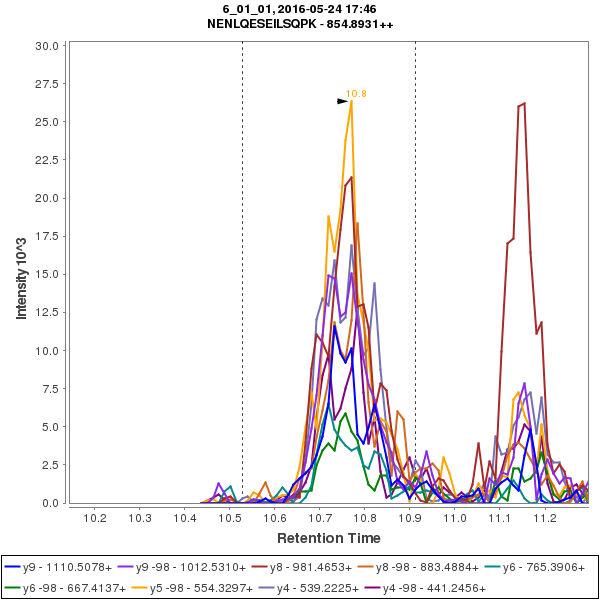 6_01_01, 2016-05-24 17:46
NENLQESEILSQPK - 854.8931++
30.0
27.5
25.0
22.5
20.0
17.5
15.0
12.5
10.0
7.5
5.0
2.5
0.0
Intensity 10^3
10.8
10.2 10.3 10.4 10.5 10.6 10.7 10.8 10.9 11.0 11.1 11.2
Retention Time
y9 - 1110.5078+ y9 -98 - 1012.5310+ y8 - 981.4653+ y8 -98 - 883.4884+ y6 - 765.3906+
y6 -98 - 667.4137+ y5 -98 - 554.3297+ y4 - 539.2225+ y4 -98 - 441.2456+